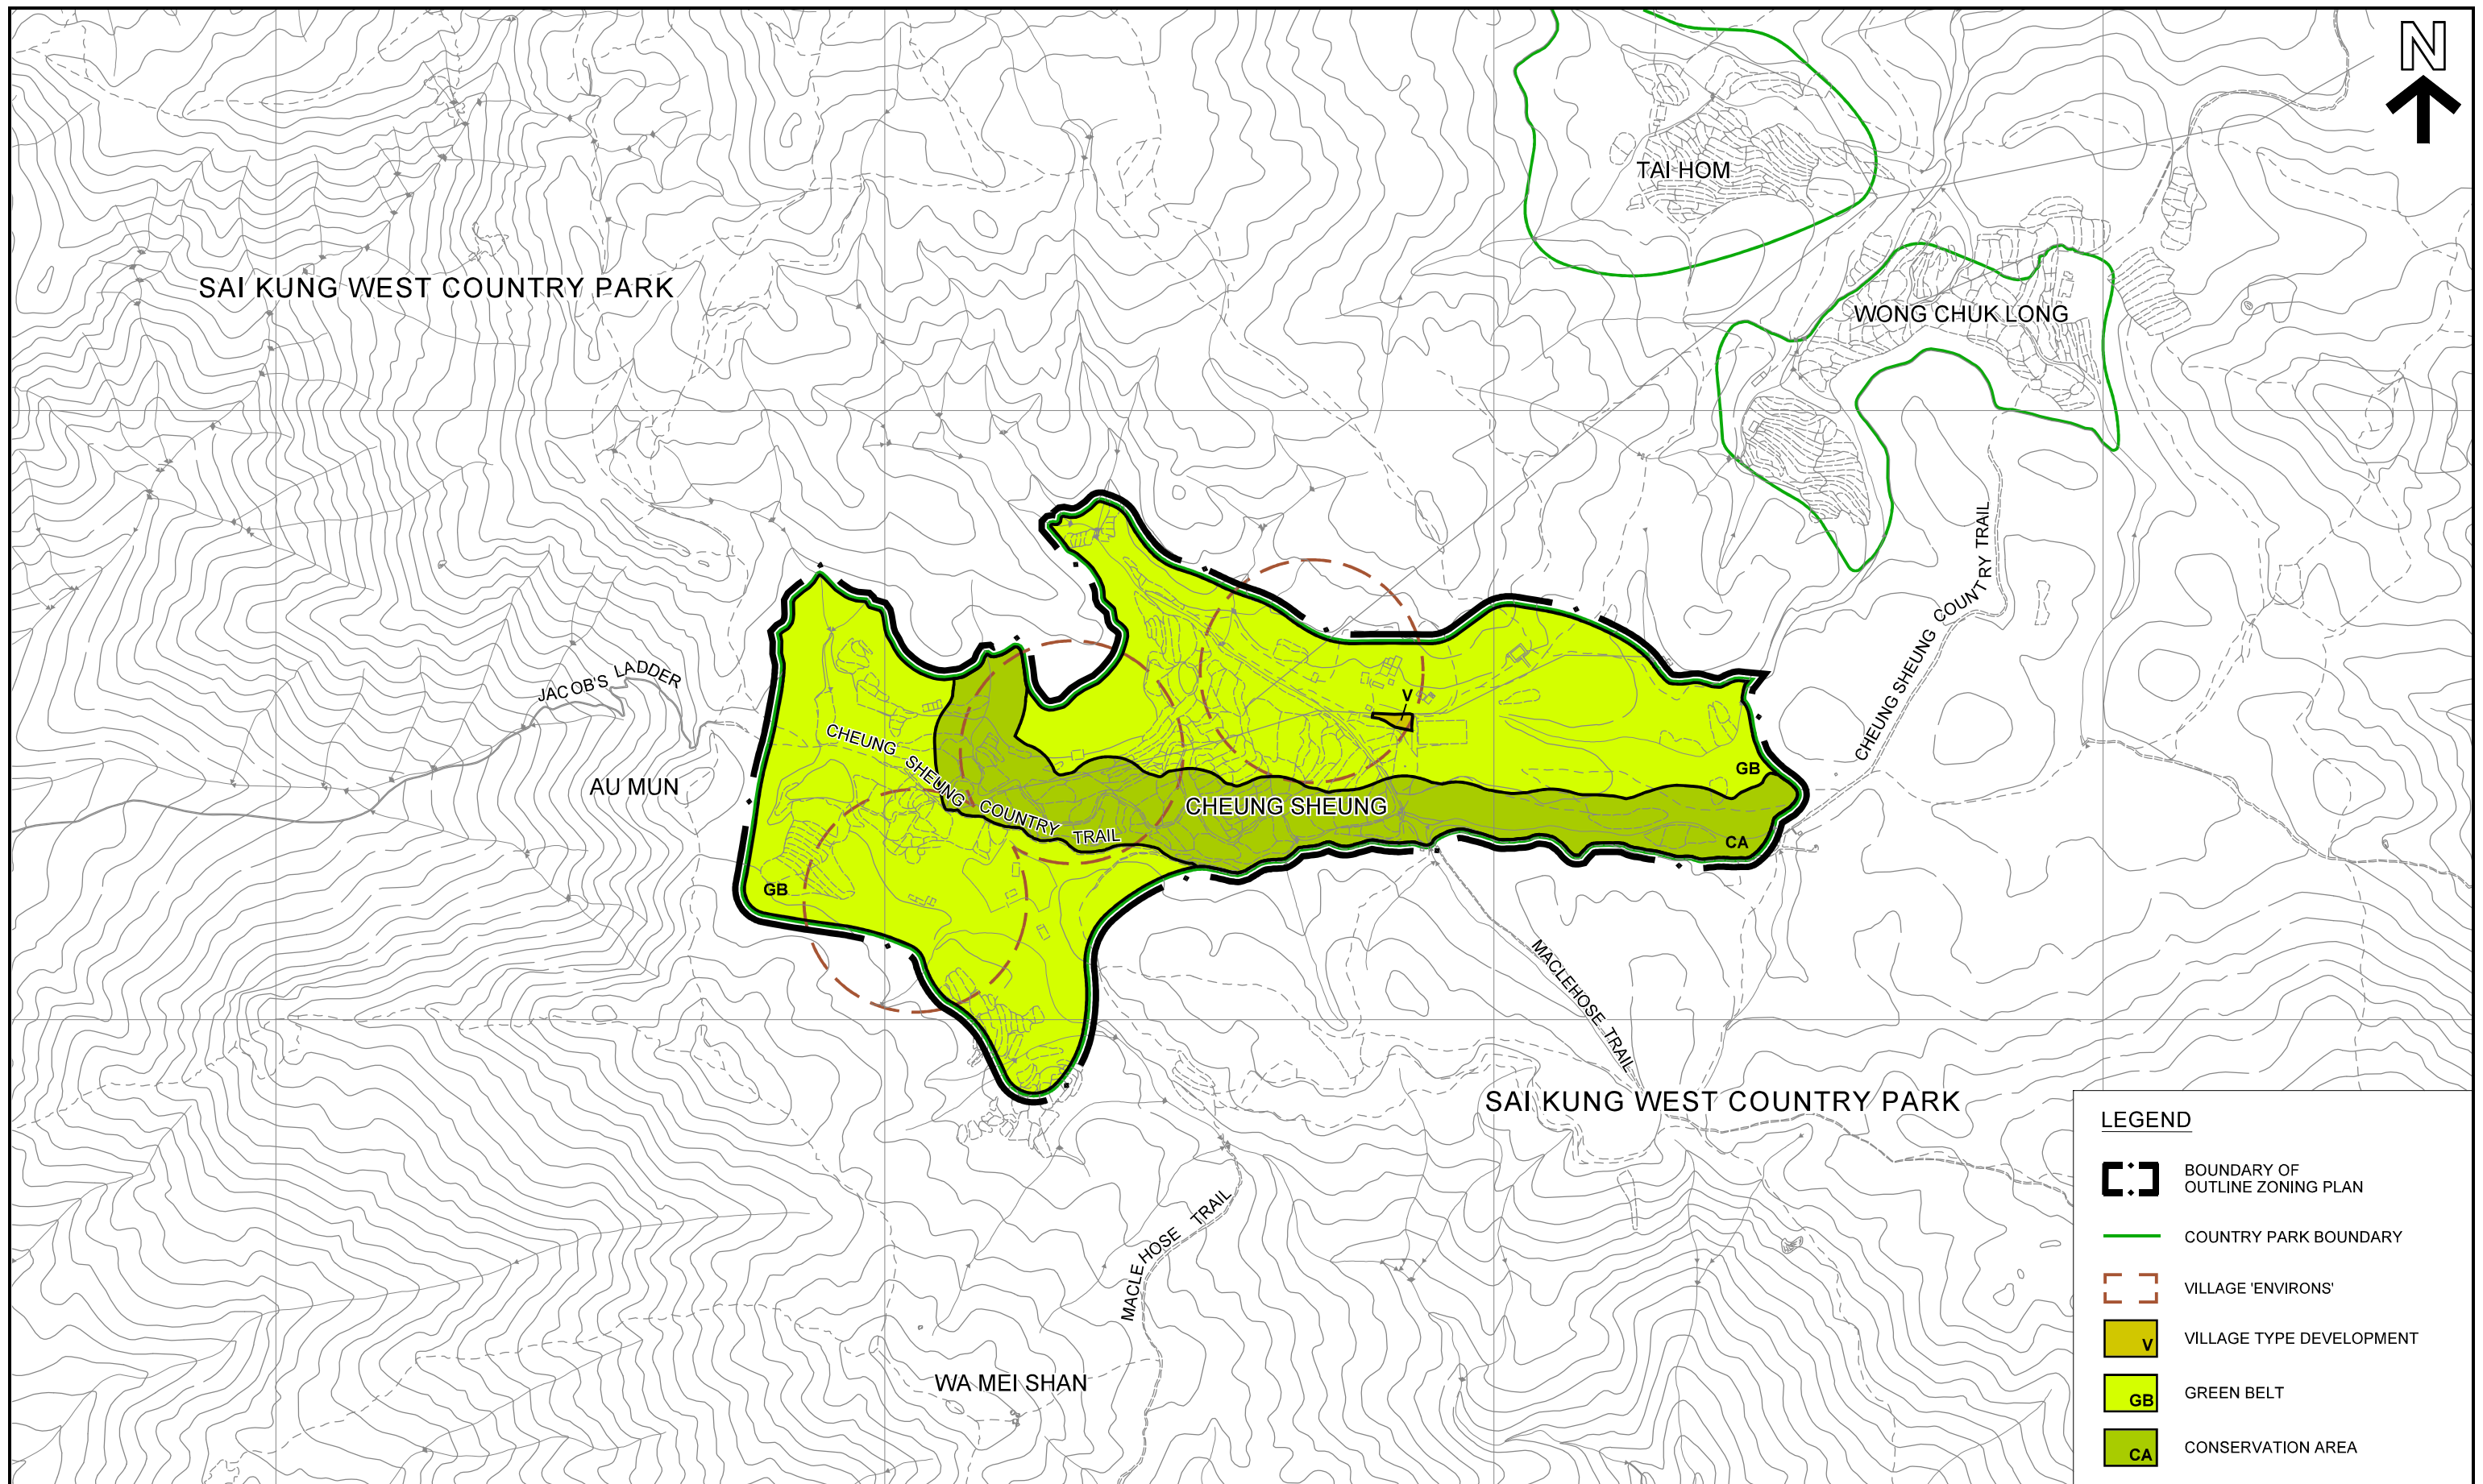 N
TAI HOM
SAI KUNG WEST COUNTRY PARK
WONG CHUK LONG
CHEUNG SHEUNG COUNTRY TRAIL
JACOB'S LADDER
V
CHEUNG SHEUNG COUNTRY TRAIL
AU MUN
GB
CHEUNG SHEUNG
CA
GB
MACLEHOSE TRAIL
SAI KUNG WEST COUNTRY PARK
MACLEHOSE TRAIL
WA MEI SHAN
LEGEND
BOUNDARY OF
OUTLINE ZONING PLAN
COUNTRY PARK BOUNDARY
VILLAGE 'ENVIRONS'
V VILLAGE TYPE DEVELOPMENT
GB GREEN BELT
CA CONSERVATION AREA